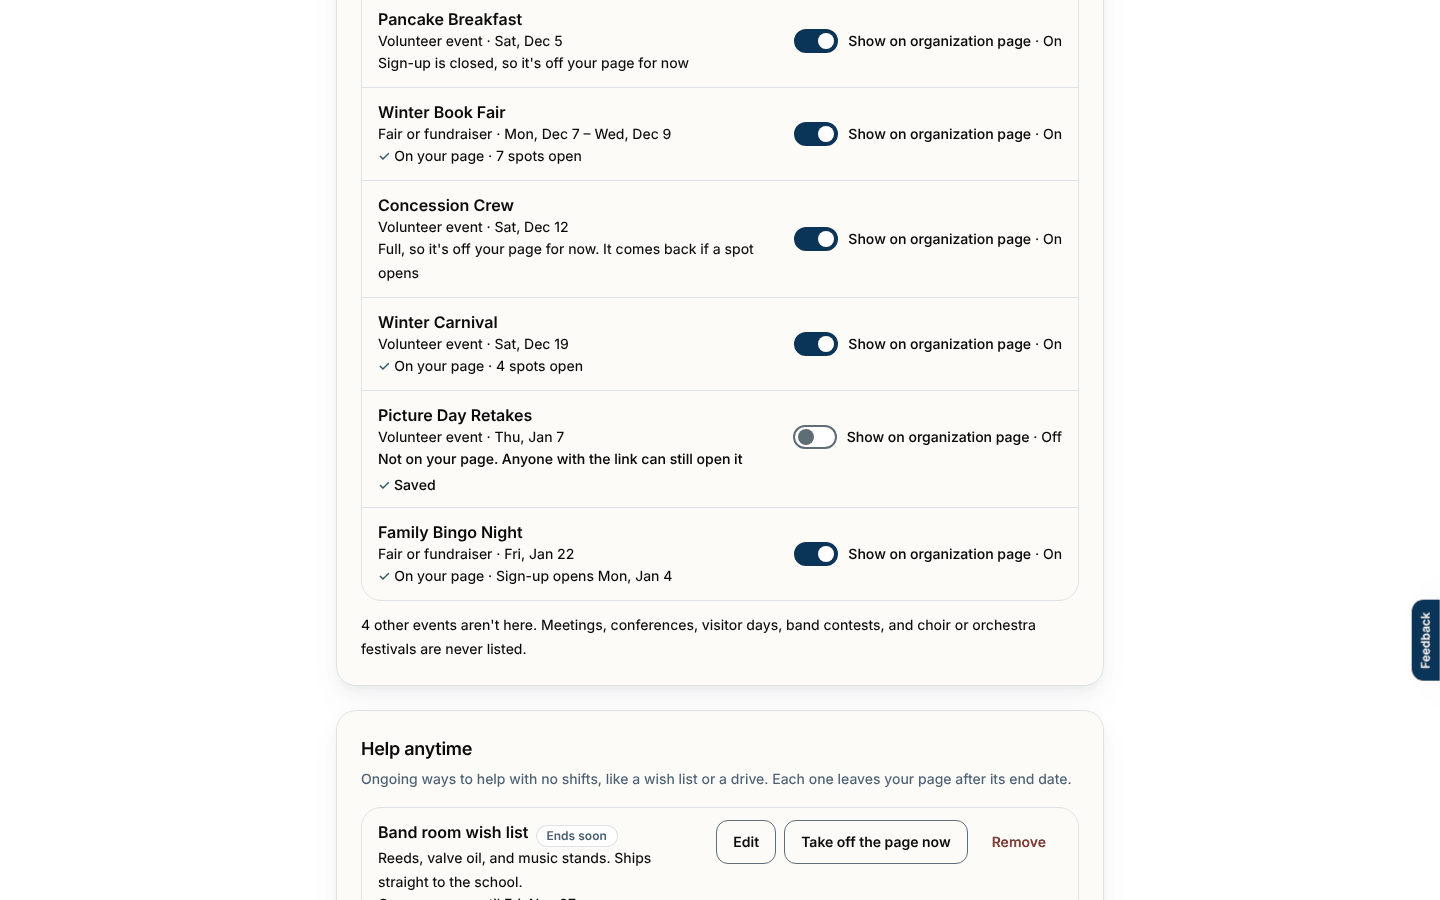 Pancake Breakfast
Volunteer event · Sat, Dec 5
Sign-up is closed, so it's off your page for now
Show on organization page · On
Winter Book Fair
Fair or fundraiser · Mon, Dec 7 – Wed, Dec 9
✓ On your page · 7 spots open
Show on organization page · On
Concession Crew
Volunteer event · Sat, Dec 12
Full, so it's off your page for now. It comes back if a spot
opens
Show on organization page · On
Winter Carnival
Volunteer event · Sat, Dec 19
✓ On your page · 4 spots open
Show on organization page · On
Picture Day Retakes
Volunteer event · Thu, Jan 7
Not on your page. Anyone with the link can still open it
✓ Saved
Show on organization page · Off
Family Bingo Night
Fair or fundraiser · Fri, Jan 22
✓ On your page · Sign-up opens Mon, Jan 4
Show on organization page · On
4 other events aren't here. Meetings, conferences, visitor days, band contests, and choir or orchestra
festivals are never listed.
Feedback
Help anytime
Ongoing ways to help with no shifts, like a wish list or a drive. Each one leaves your page after its end date.
Band room wish list
Ends soon
Reeds, valve oil, and music stands. Ships
straight to the school.
Edit
Take off the page now
Remove